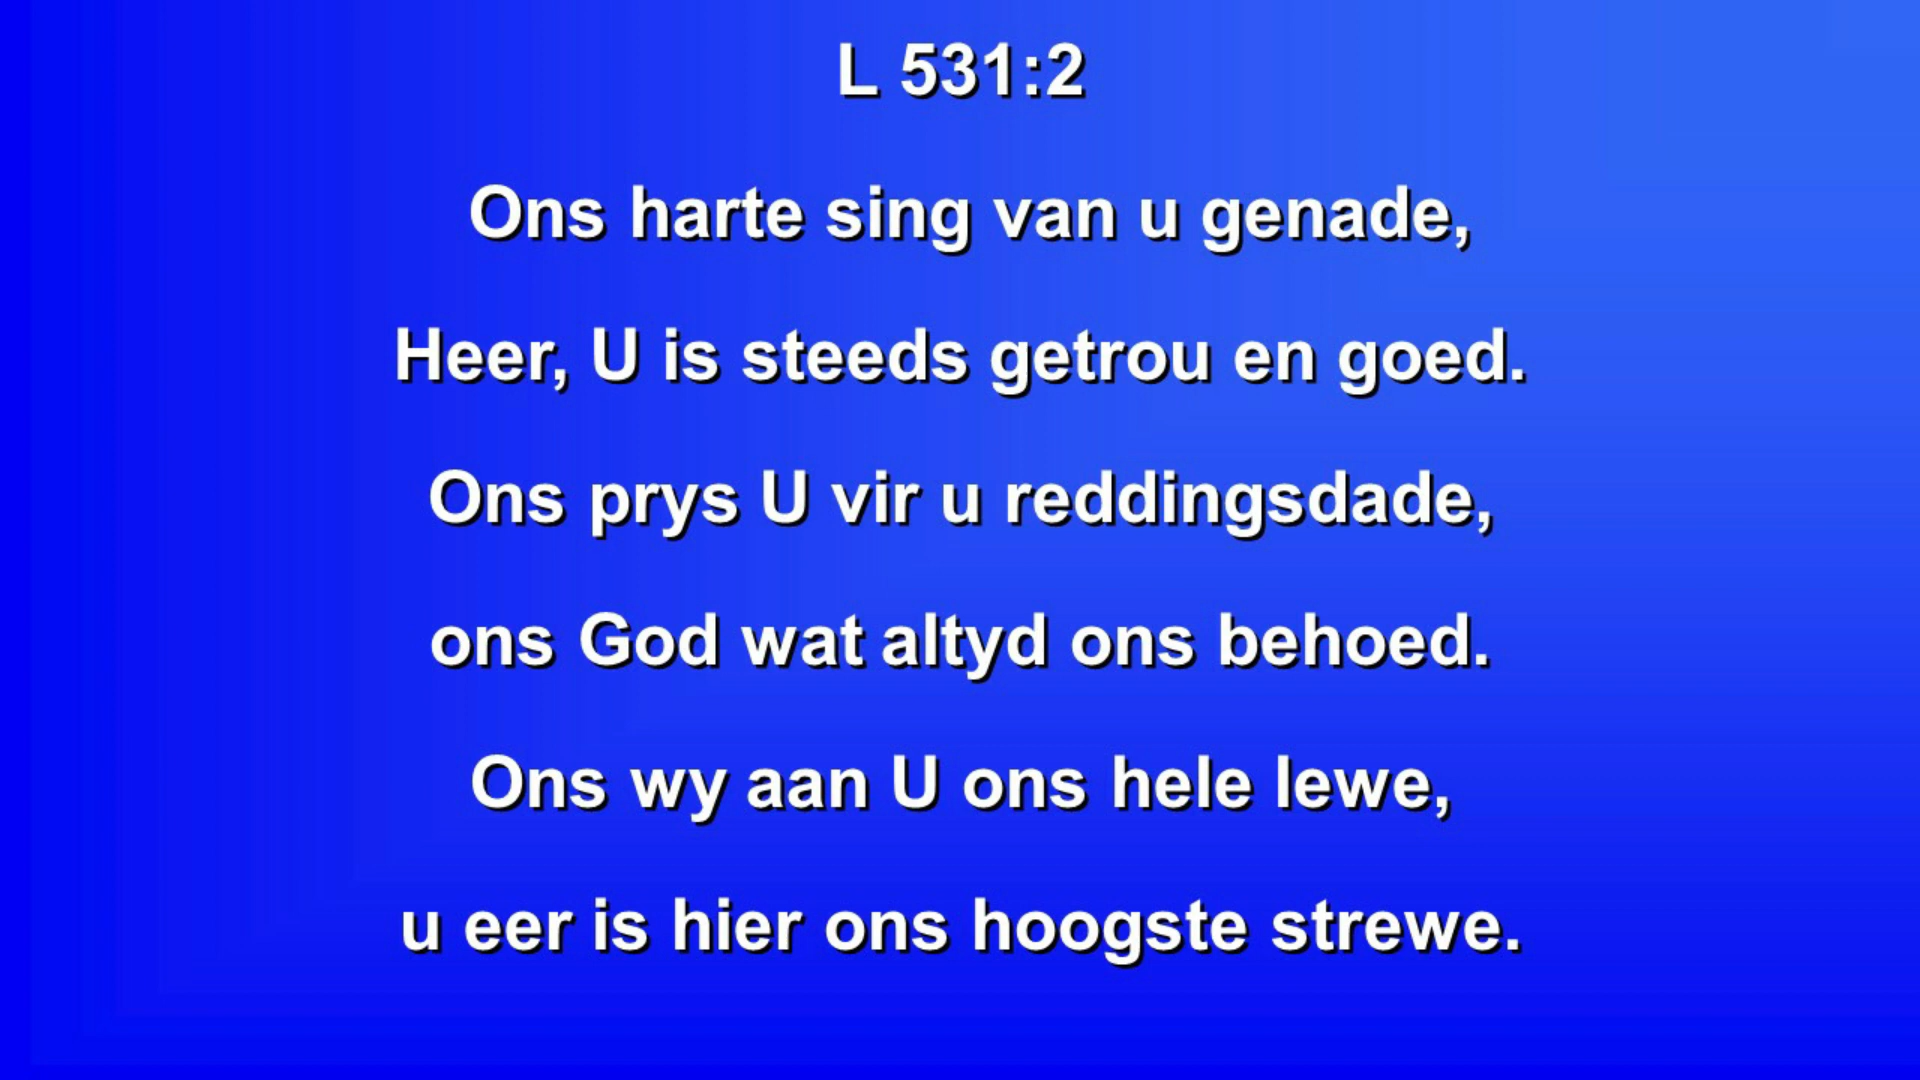 L 531:2
Ons harte sing van u genade,
Heer, U is steeds getrou en goed.
Ons prys U vir u reddingsdade,
ons God wat altyd ons behoed.
Ons wy aan U ons hele lewe,
u eer is hier ons hoogste strewe.